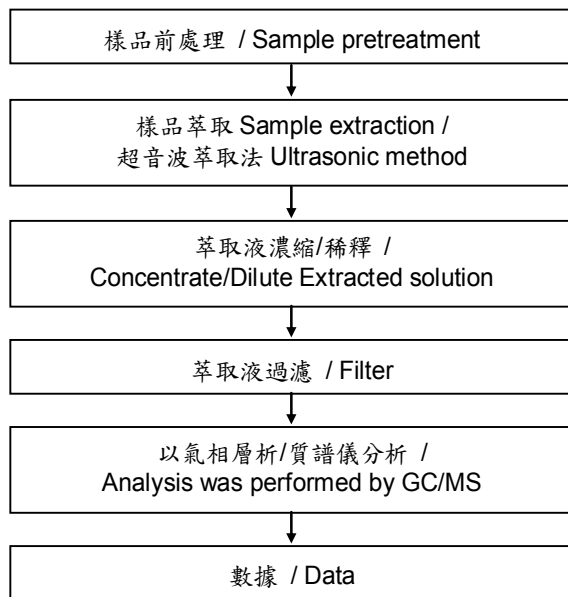 樣品前處理 / Sample pretreatment
樣品萃取 Sample extraction /
超音波萃取法 Ultrasonic method
萃取液濃縮/稀釋 /
Concentrate/Dilute Extracted solution
萃取液過濾 / Filter
以氣相層析/質譜儀分析 /
Analysis was performed by GC/MS
數據 / Data